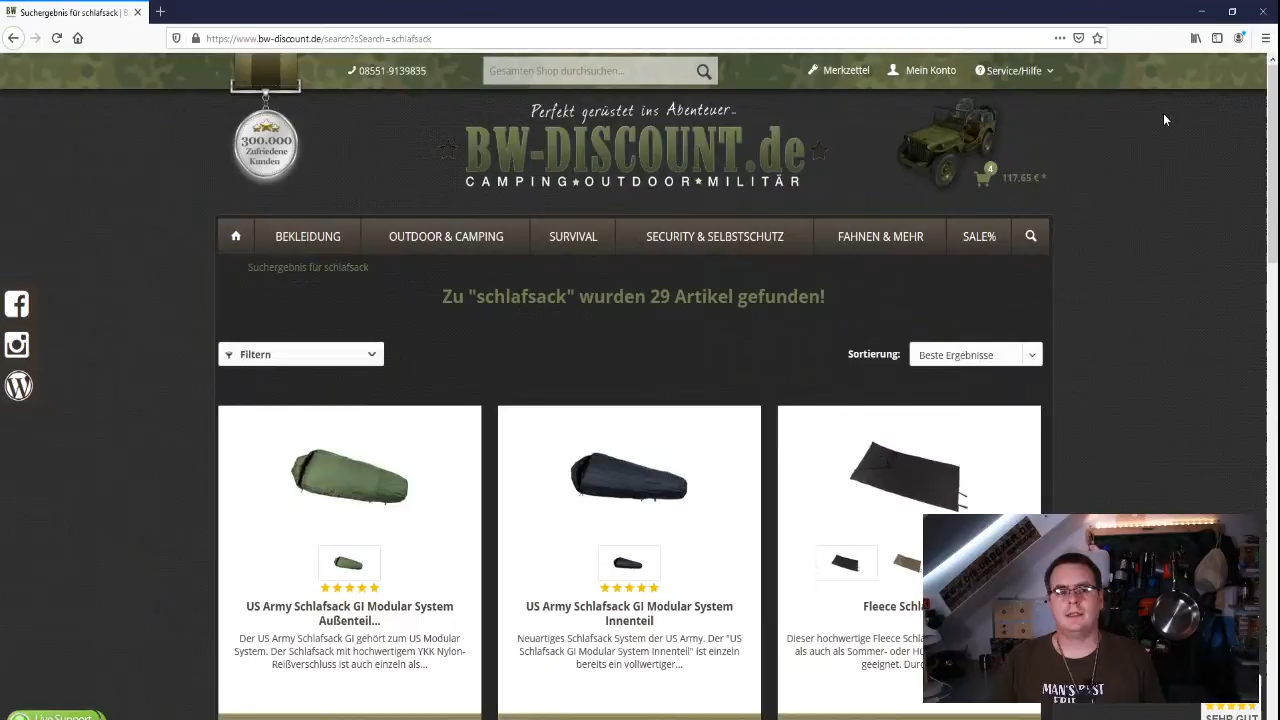 Suchergebnis für schlafsack | B
https://www.bw-discount.de/search?sSearch=schlafsack
08551-9139835
Gesamten Shop durchsuchen...
Merkzettel
Mein Konto
Service/Hilfe
300.000
Zufriedene
Kunden
Perfekt gerüstet ins Abenteuer...
BW-DISCOUNT.de
CAMPING★OUTDOOR★MILITÄR
4
117,65 € *
BEKLEIDUNG
OUTDOOR & CAMPING
SURVIVAL
SECURITY & SELBSTSCHUTZ
FAHNEN & MEHR
SALE%
Suchergebnis für schlafsack
Zu "schlafsack" wurden 29 Artikel gefunden!
Filtern
Sortierung:
Beste Ergebnisse
US Army Schlafsack GI Modular System
Außenteil...
Der US Army Schlafsack GI gehört zum US Modular
System. Der Schlafsack mit hochwertigem YKK Nylon-
Reißverschluss ist auch einzeln als...
US Army Schlafsack GI Modular System
Innenteil
Neuartiges Schlafsack System der US Army. Der "US
Schlafsack GI Modular System Innenteil" ist einzeln
bereits ein vollwertiger...
Fleece Schla
Dieser hochwertige Fleece Schla
als auch als Sommer- oder Hü
geeignet. Durc
MAN'S BEST
Live Support
SEHR GUT